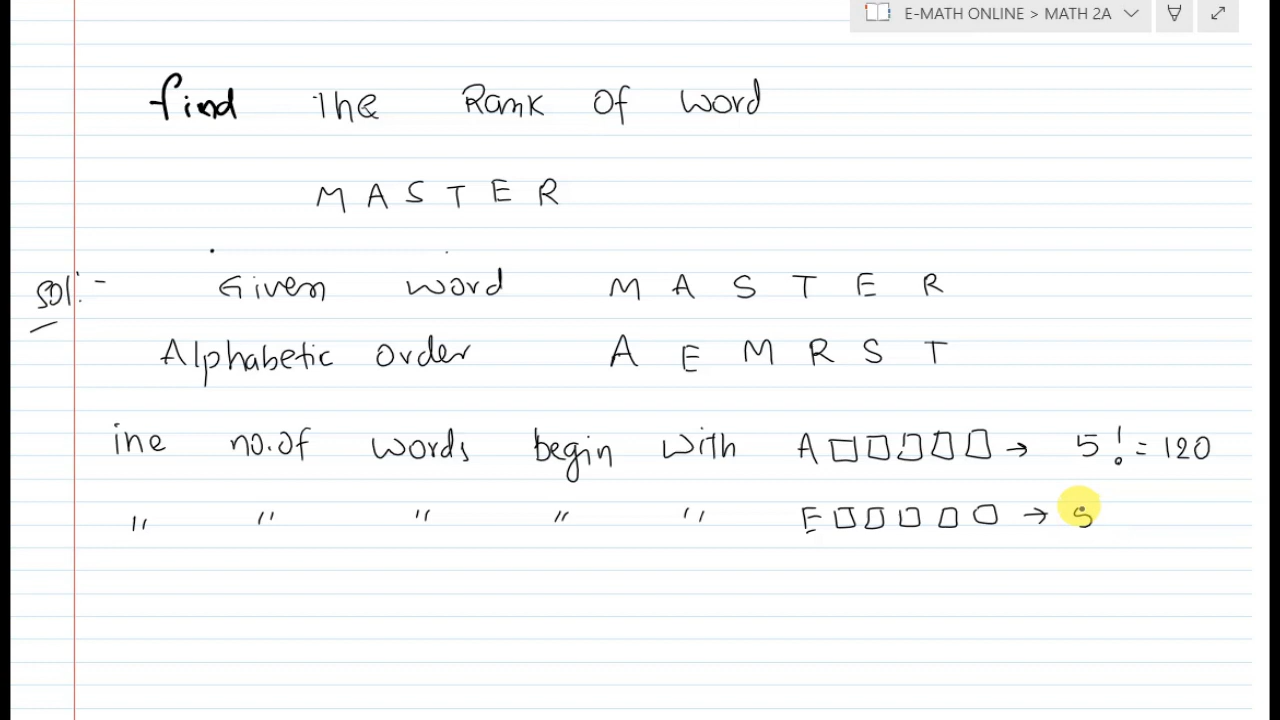 E-MATH ONLINE > MATH 2A
find The Rank Of word
M A S T E R
Sol:- Given word M A S T E R
Alphabetic Order A E M R S T
ine no.of words begin with A□□□□□ → 5! = 120
" " " " " E□□□□□ → 5